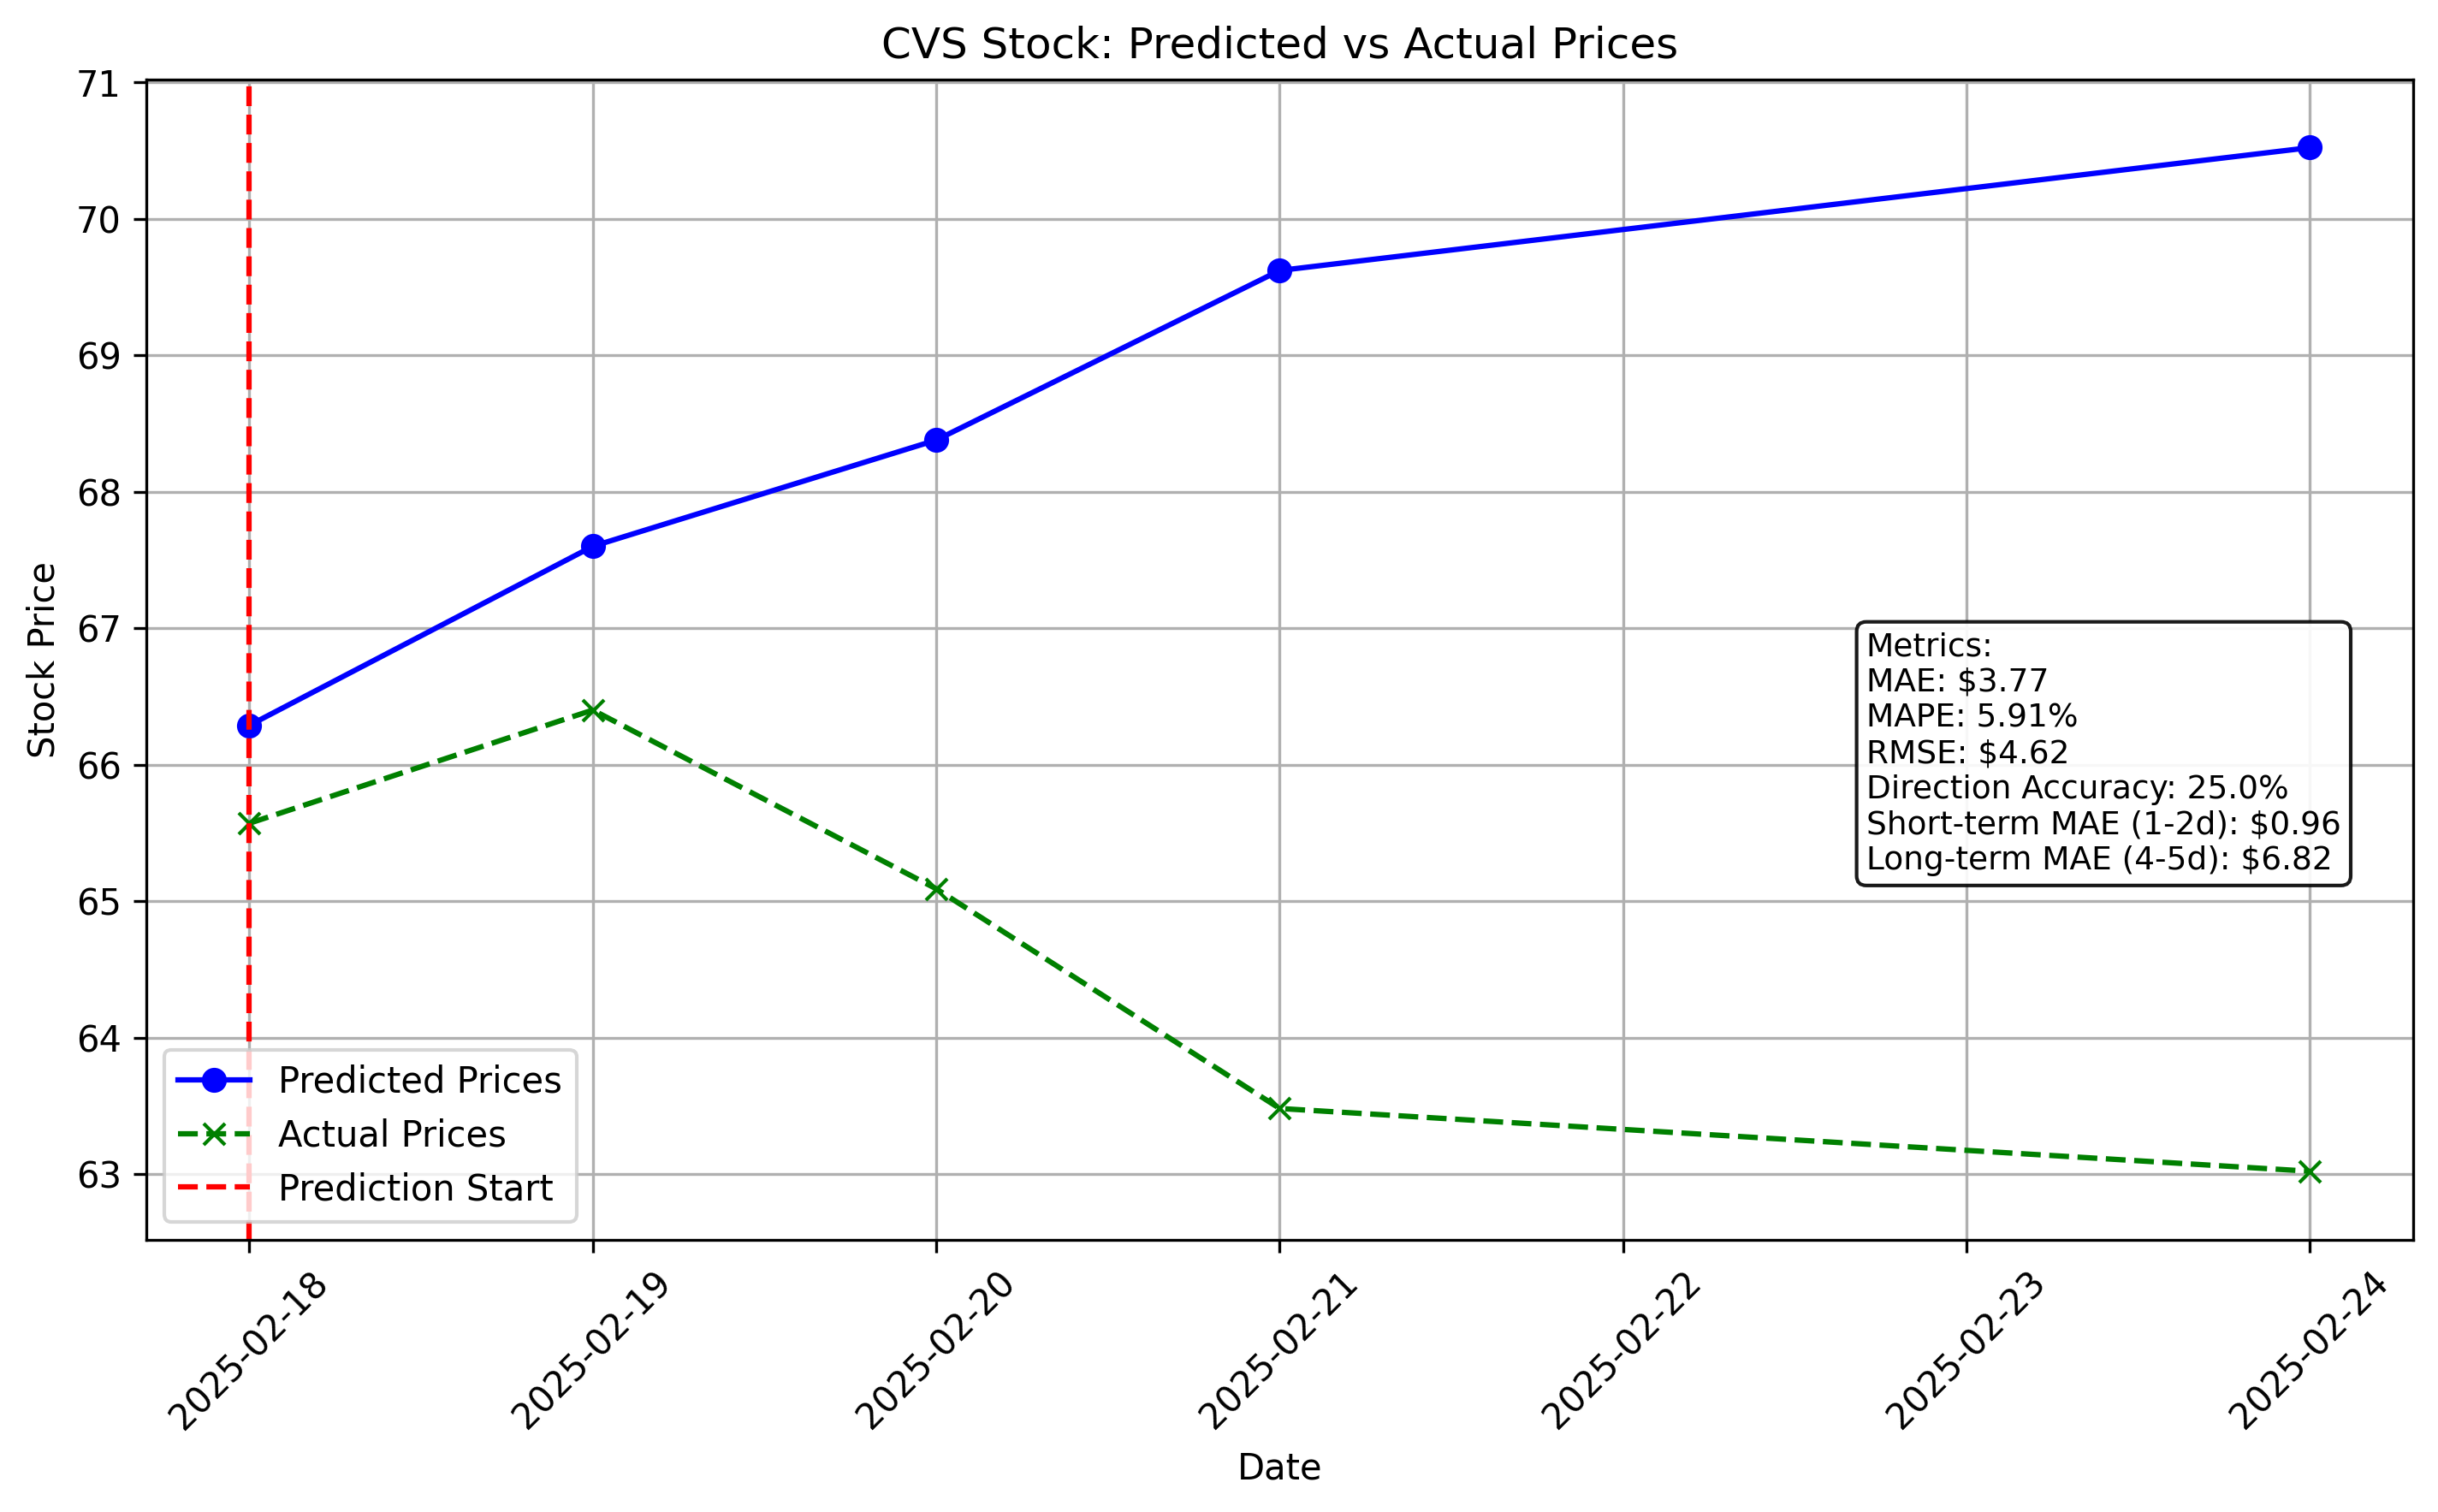 CVS Stock: Predicted vs Actual Prices
71
70
69
68
67
66
65
64
63
Stock Price
Metrics:
MAE: $3.77
MAPE: 5.91%
RMSE: $4.62
Direction Accuracy: 25.0%
Short-term MAE (1-2d): $0.96
Long-term MAE (4-5d): $6.82
Predicted Prices
Actual Prices
Prediction Start
2025-02-18
2025-02-19
2025-02-20
2025-02-21
2025-02-22
2025-02-23
2025-02-24
Date